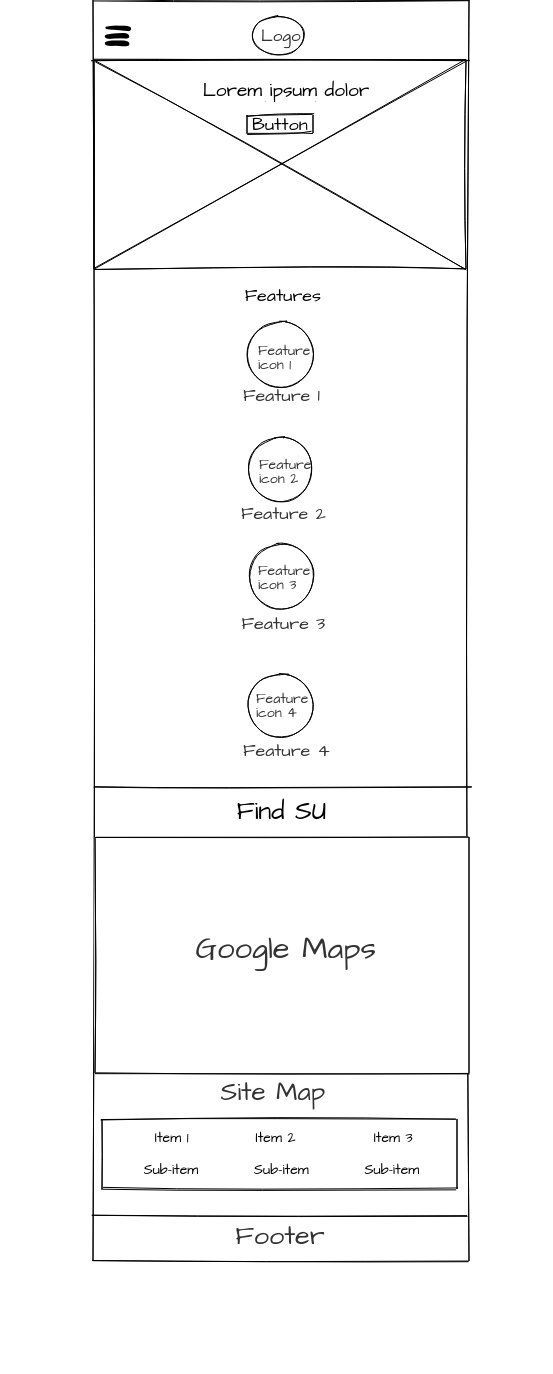 Logo
Lorem ipsum dolor
Button
Features
Feature
icon 1
Feature 1
Feature
icon 2
Feature 2
Feature
icon 3
Feature 3
Feature
icon 4
Feature 4
Find SU
Google Maps
Site Map
Item 1 Item 2 Item 3
Sub-item Sub-item Sub-item
Footer